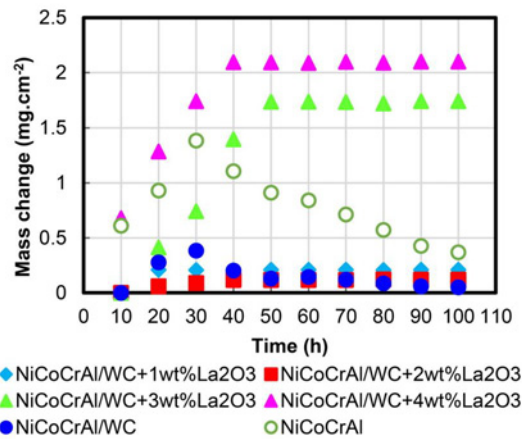 2.5
2
1.5
1
0.5
0
Mass change (mg.cm-2)
0 10 20 30 40 50 60 70 80 90 100 110
Time (h)
NiCoCrAl/WC+1wt%La2O3 NiCoCrAl/WC+2wt%La2O3
NiCoCrAl/WC+3wt%La2O3 NiCoCrAl/WC+4wt%La2O3
NiCoCrAl/WC NiCoCrAl